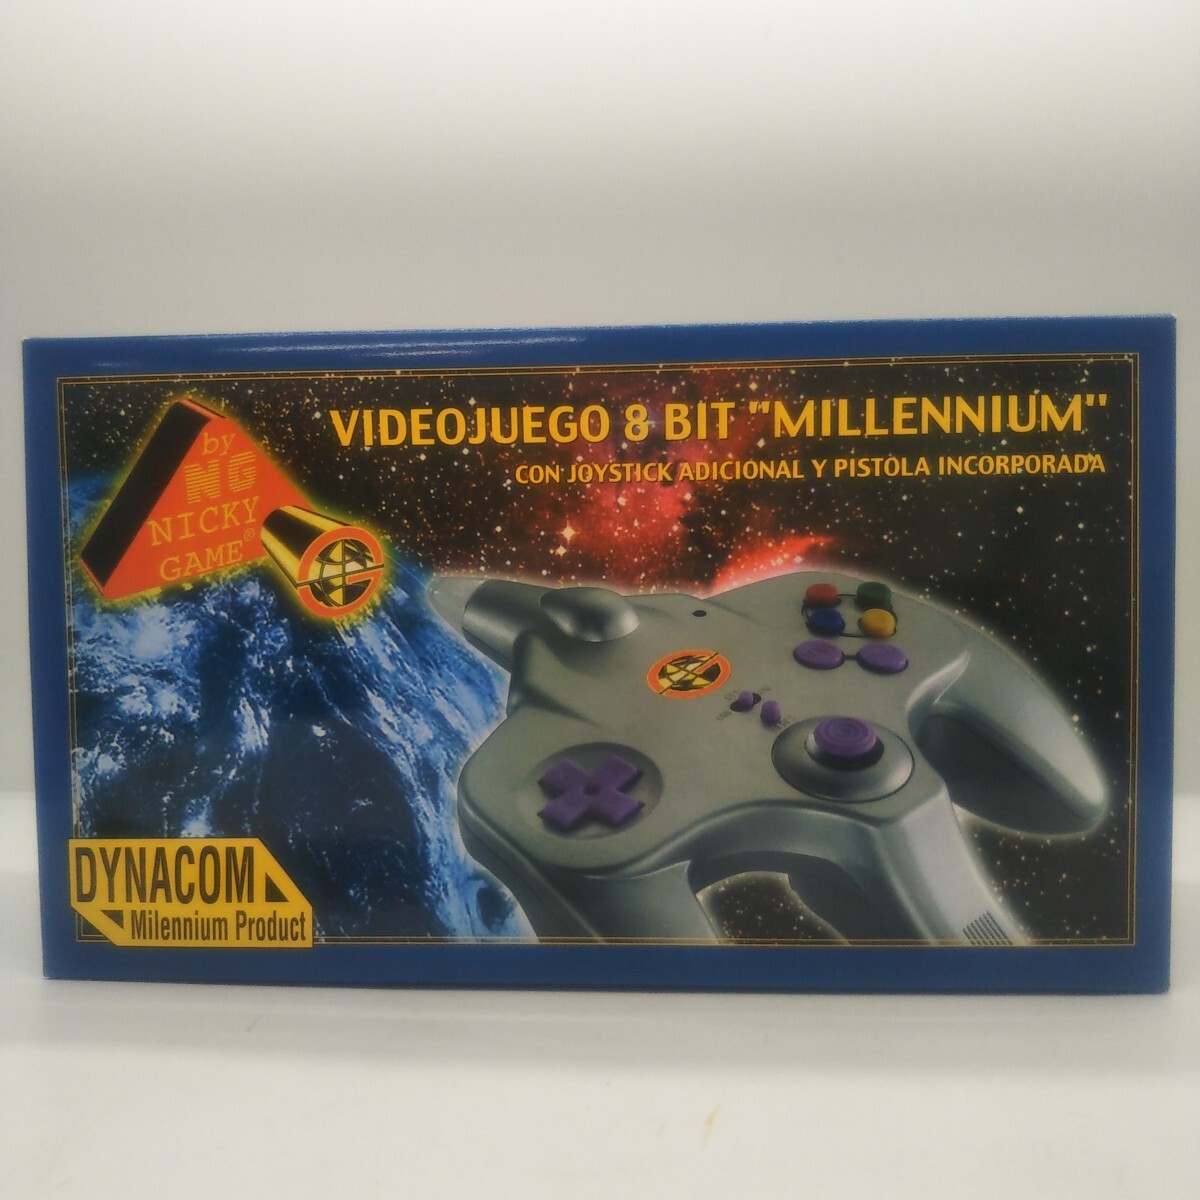 VIDEOJUEGO 8 BIT "MILLENNIUM"
CON JOYSTICK ADICIONAL Y PISTOLA INCORPORADA
by
NG
NICKY
GAME®
DYNACOM
Milennium Product